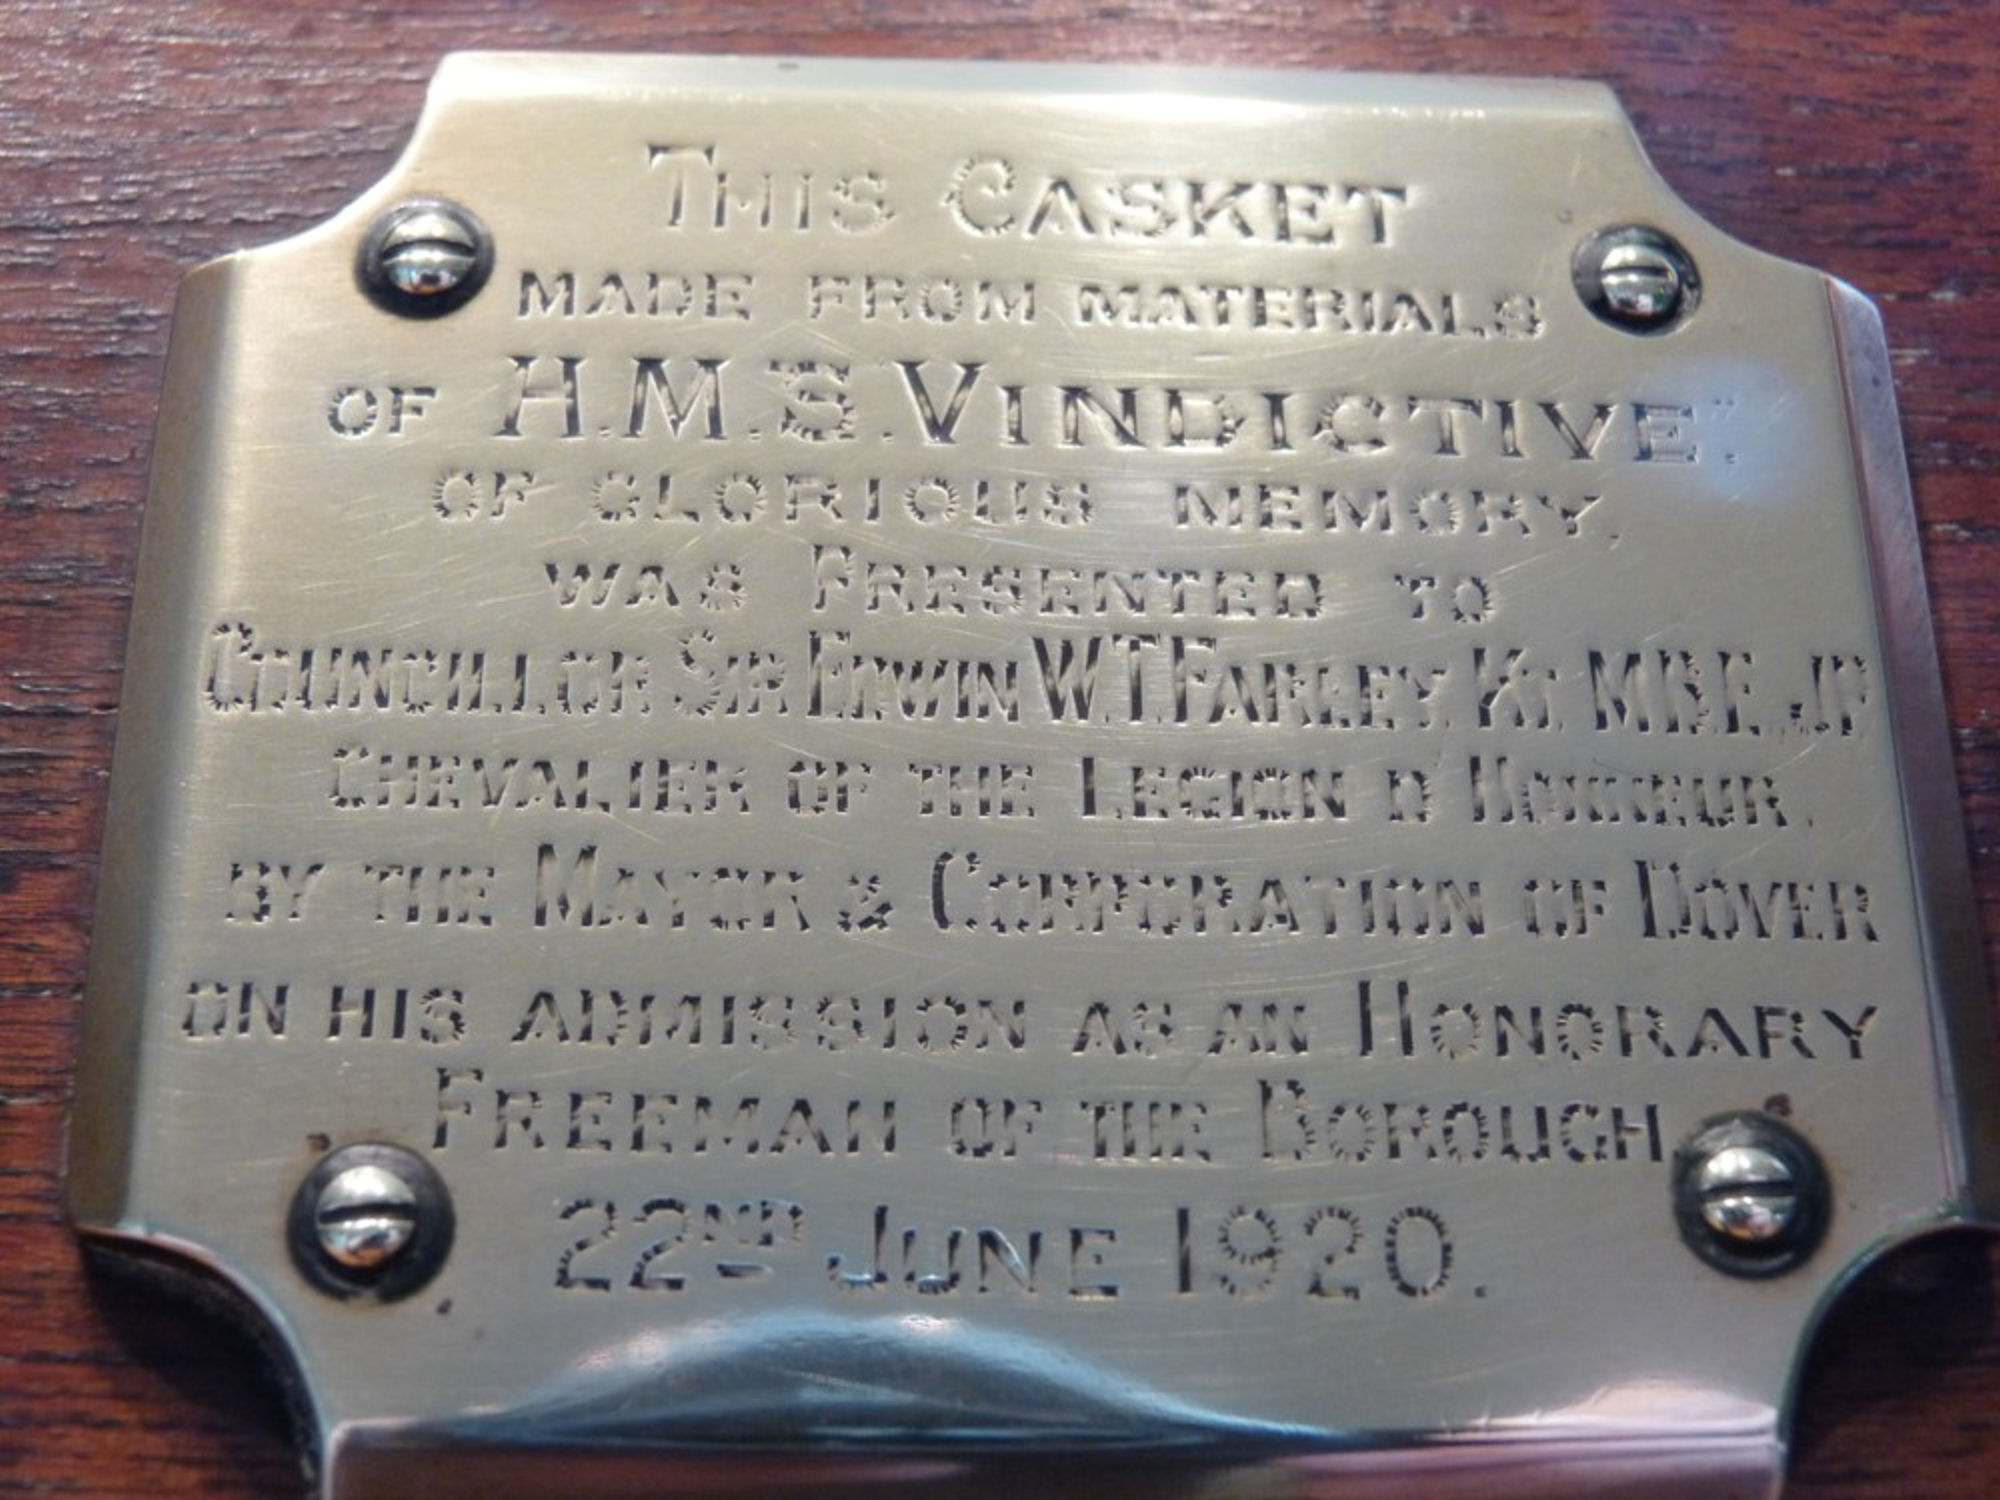 THIS CASKET
MADE FROM MATERIALS
OF H.M.S. VINDICTIVE".
OF GLORIOUS MEMORY,
WAS PRESENTED TO
COUNCILLOR SIR EDWIN W.T. FARLEY, KT. M.B.E., J.P.
CHEVALIER OF THE LEGION D HONNEUR,
BY THE MAYOR & CORPORATION OF DOVER
ON HIS ADMISSION AS AN HONORARY
FREEMAN OF THE BOROUGH.
22ND JUNE 1920.